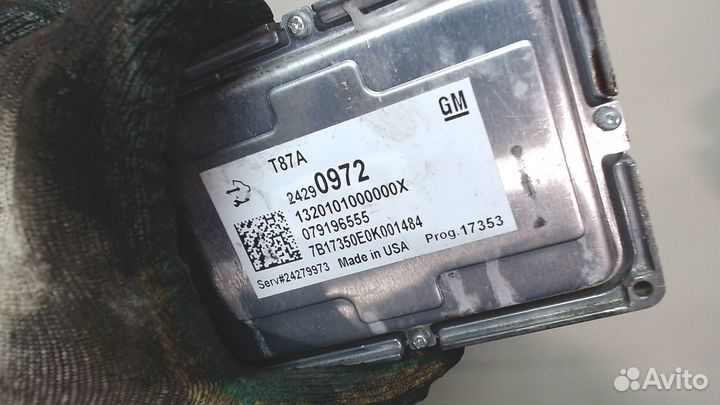 GM
T87A
24290972
1320101000000X
079196555
7B17350E0K001484
Serv#24279973 Made in USA Prog.17353
Avito